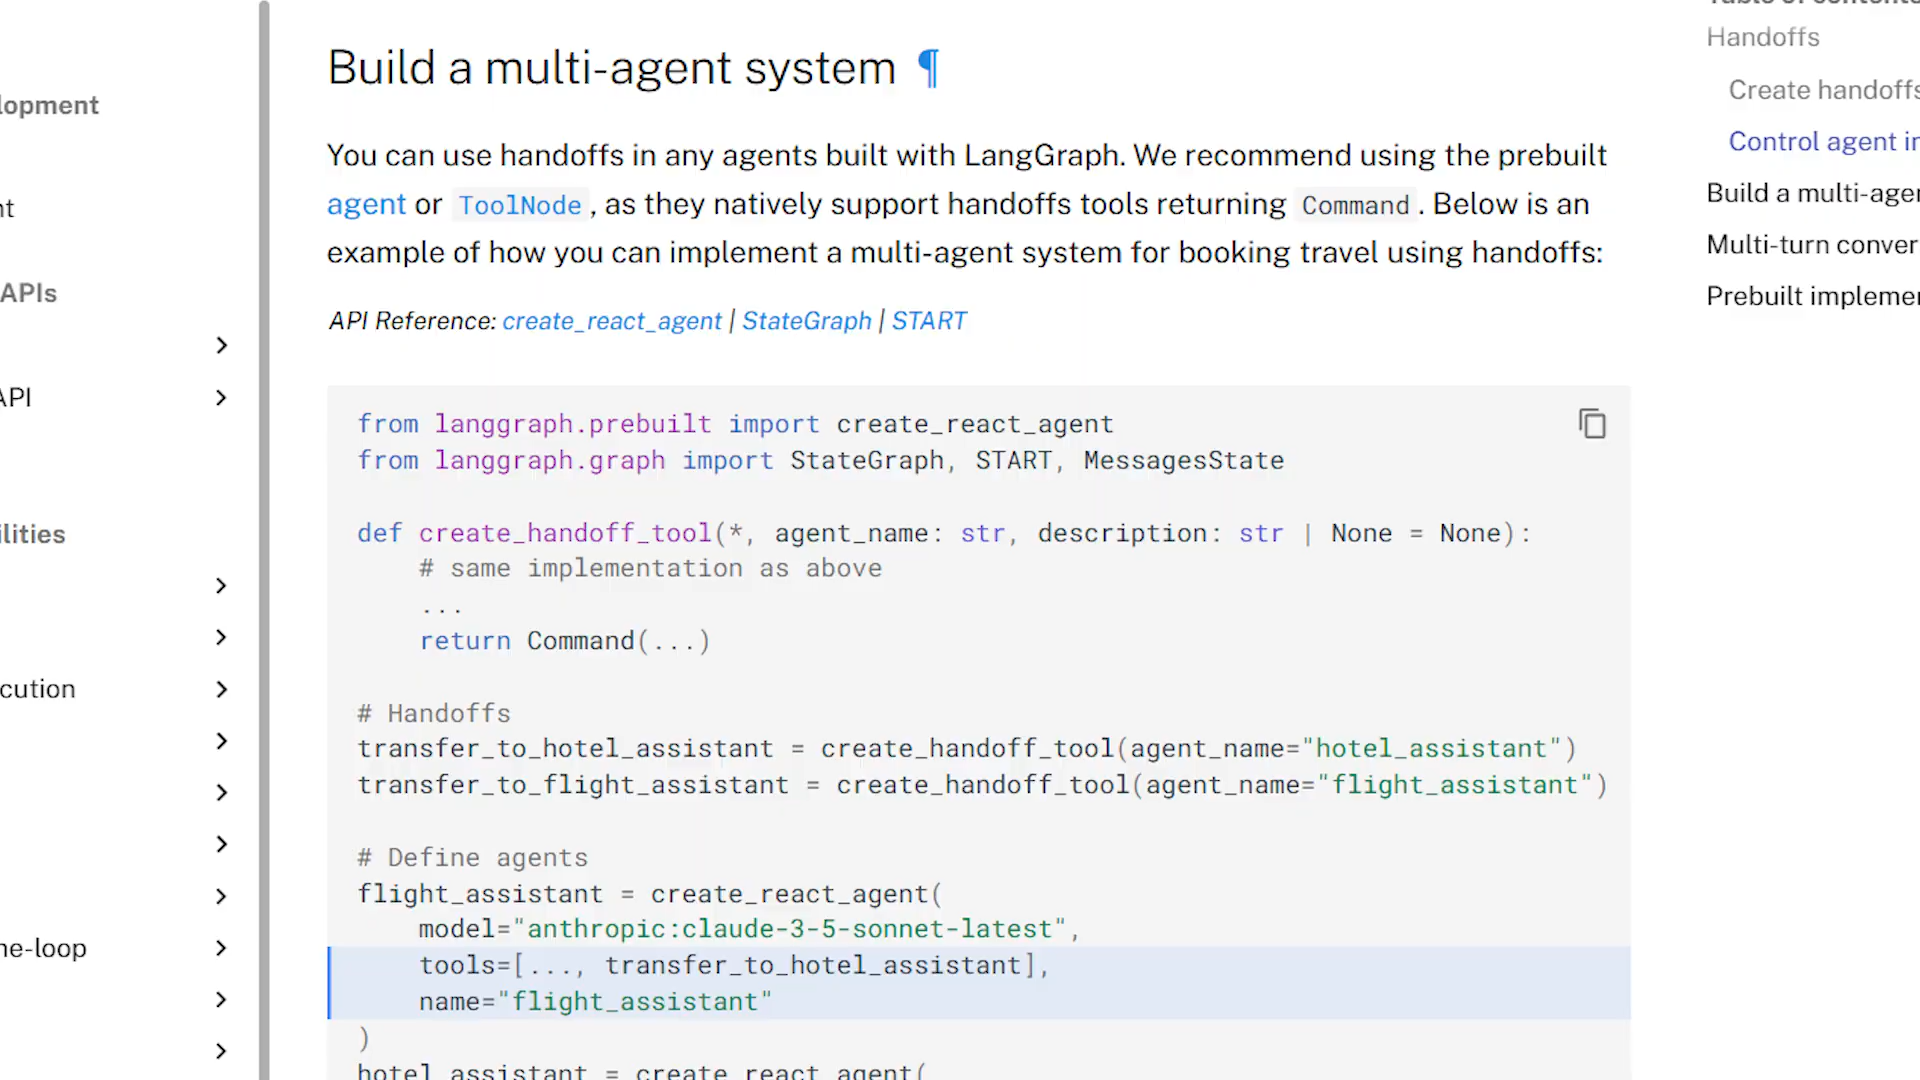 Build a multi-agent system ¶
You can use handoffs in any agents built with LangGraph. We recommend using the prebuilt
agent or ToolNode, as they natively support handoffs tools returning Command. Below is an
example of how you can implement a multi-agent system for booking travel using handoffs:
API Reference: create_react_agent | StateGraph | START
from langgraph.prebuilt import create_react_agent
from langgraph.graph import StateGraph, START, MessagesState
def create_handoff_tool(*, agent_name: str, description: str | None = None):
# same implementation as above
...
return Command(...)
# Handoffs
transfer_to_hotel_assistant = create_handoff_tool(agent_name="hotel_assistant")
transfer_to_flight_assistant = create_handoff_tool(agent_name="flight_assistant")
# Define agents
flight_assistant = create_react_agent(
model="anthropic:claude-3-5-sonnet-latest",
tools=[..., transfer_to_hotel_assistant],
name="flight_assistant"
)
hotel_assistant = create_react_agent(
lopment
nt
APIs
API
ilities
cution
he-loop
Table of contents
Handoffs
Create handoffs
Control agent in
Build a multi-agen
Multi-turn conver
Prebuilt implemen